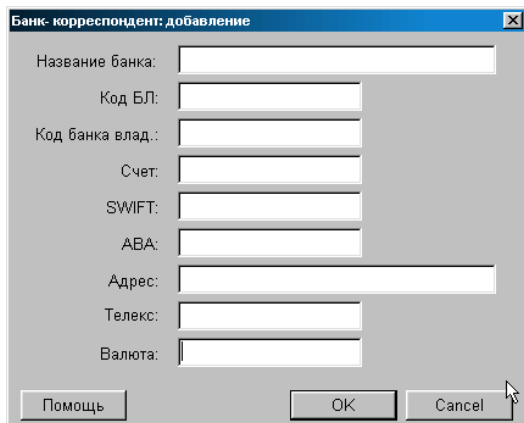 Банк- корреспондент: добавление
Название банка:
Код БЛ:
Код банка влад.:
Счет:
SWIFT:
ABA:
Адрес:
Телекс:
Валюта:
Помощь OK Cancel